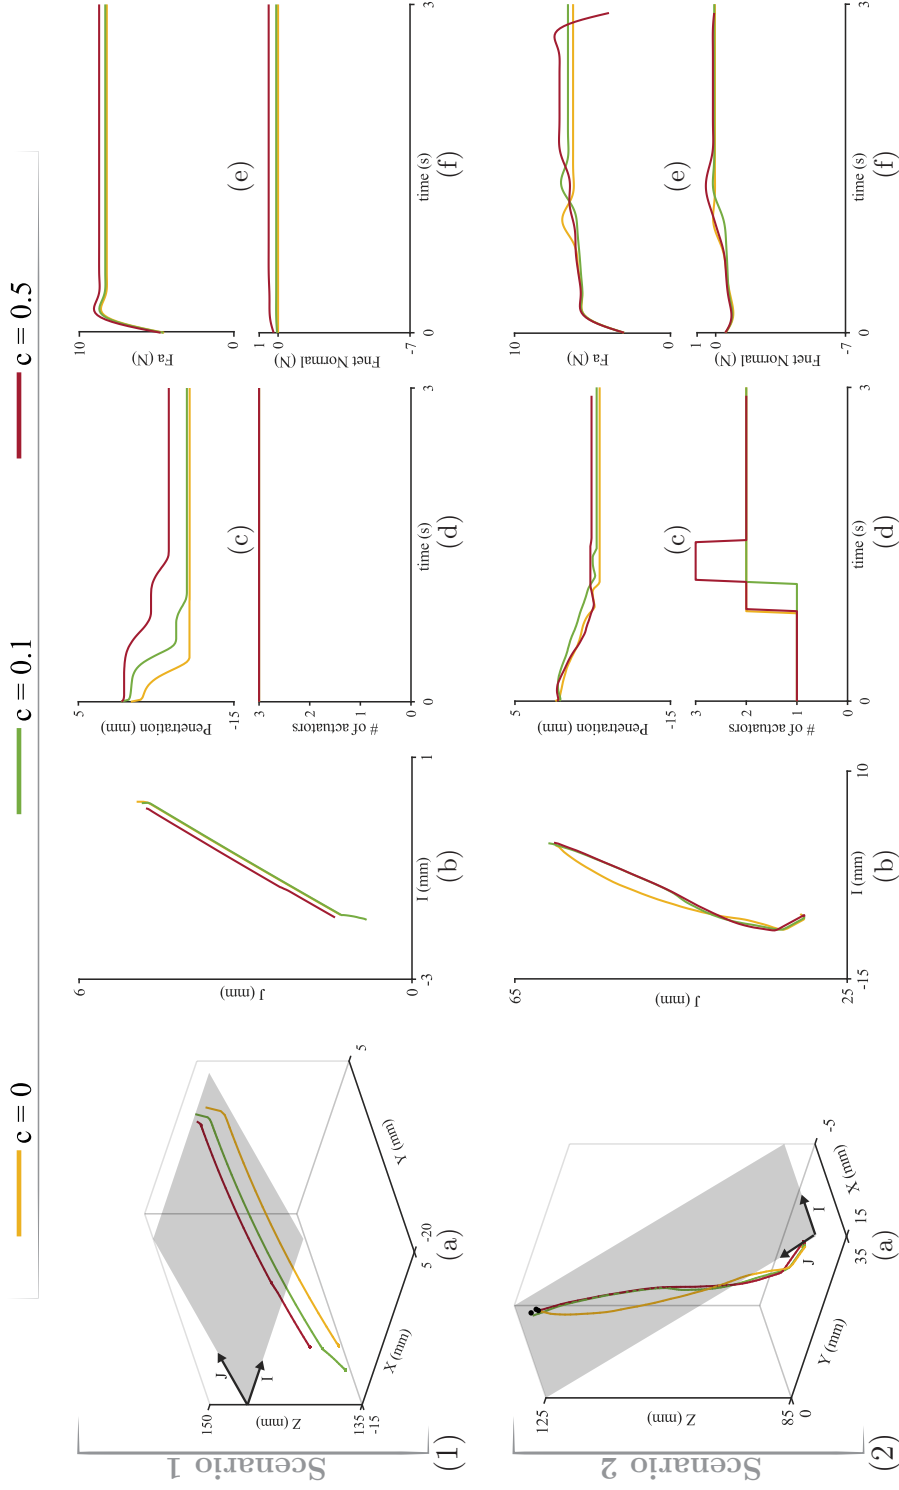 c = 0
c = 0.1
c = 0.5
Scenario 1
(1)
150
Z (mm)
135
-15
X (mm)
5
-20
Y (mm)
5
J
I
(a)
6
J (mm)
0
-3
I (mm)
1
(b)
5
Penetration (mm)
-15
(c)
3
2
1
0
# of actuators
0
time (s)
3
(d)
10
Fa (N)
0
(e)
1
0
-7
Fnet Normal (N)
0
time (s)
3
(f)
Scenario 2
(2)
125
Z (mm)
85
0
Y (mm)
35
15
X (mm)
-5
J
I
(a)
65
J (mm)
25
-15
I (mm)
10
(b)
5
Penetration (mm)
-15
(c)
3
2
1
0
# of actuators
0
time (s)
3
(d)
10
Fa (N)
0
(e)
1
0
-7
Fnet Normal (N)
0
time (s)
3
(f)